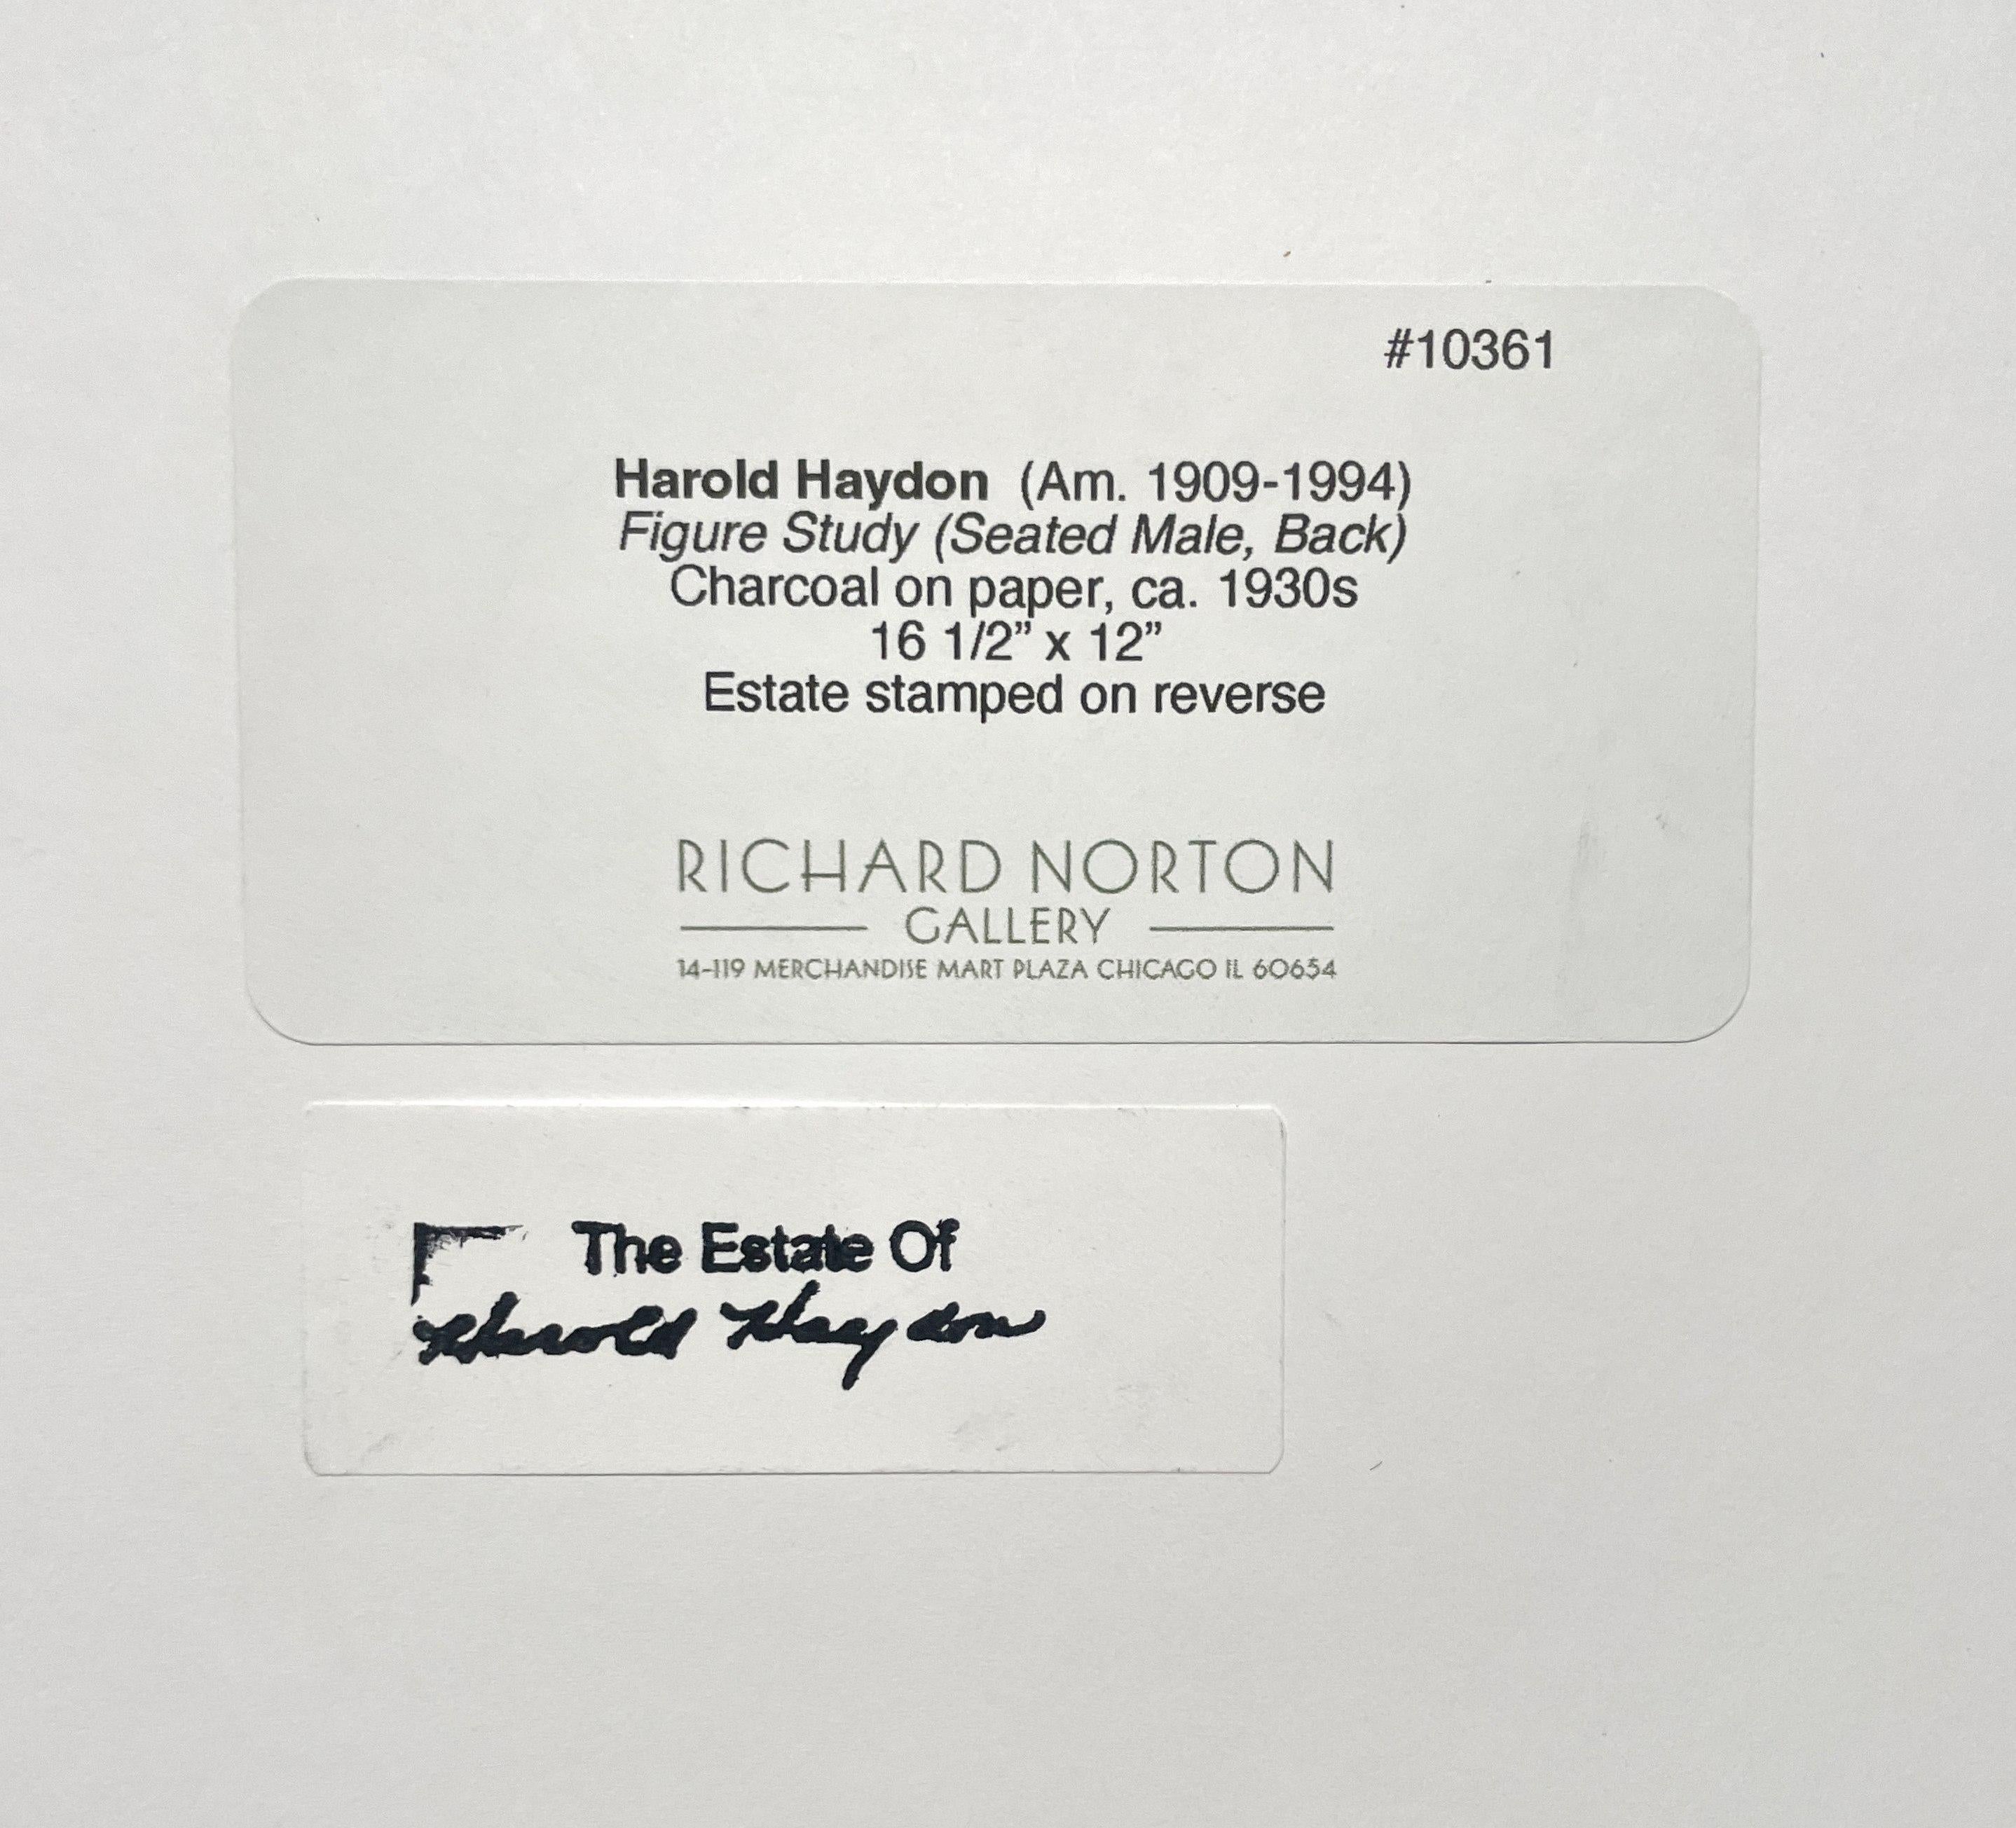 #10361
Harold Haydon (Am. 1909-1994)
Figure Study (Seated Male, Back)
Charcoal on paper, ca. 1930s
16 1/2” x 12”
Estate stamped on reverse
RICHARD NORTON
GALLERY
14-119 MERCHANDISE MART PLAZA CHICAGO IL 60654
The Estate Of
Harold Haydon